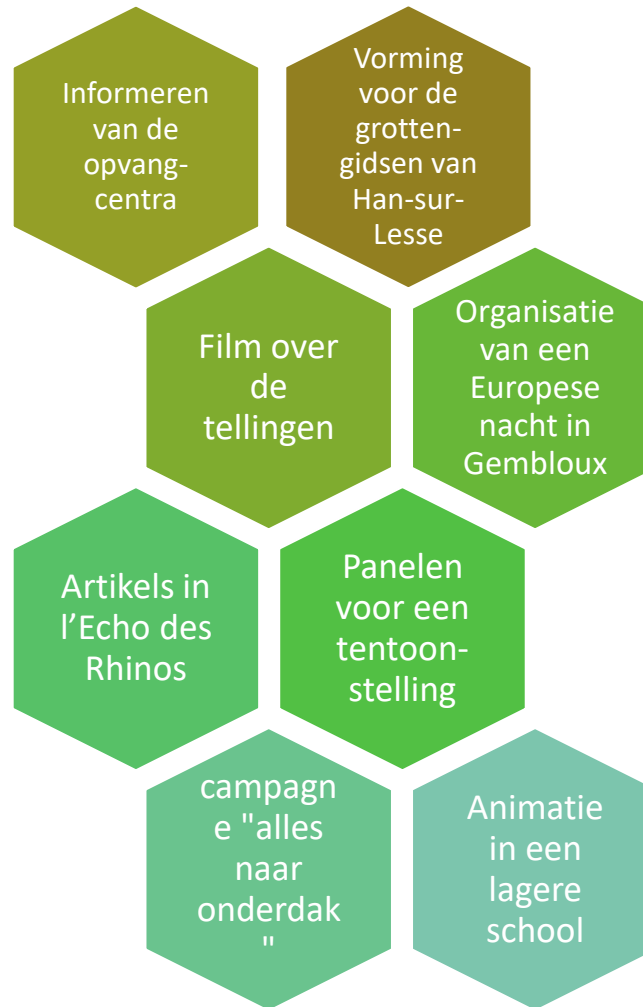 Informeren
van de
opvang-
centra
Vorming
voor de
grotten-
gidsen van
Han-sur-
Lesse
Film over
de
tellingen
Organisatie
van een
Europese
nacht in
Gembloux
Artikels in
l’Echo des
Rhinos
Panelen
voor een
tentoon-
stelling
campagn
e "alles
naar
onderdak
"
Animatie
in een
lagere
school